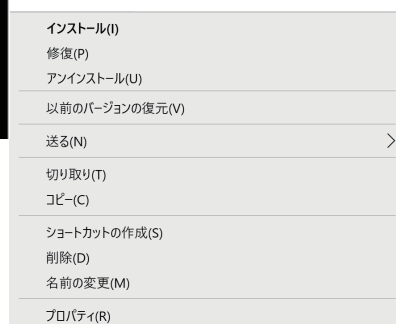 インストール(I)
修復(P)
アンインストール(U)
以前のバージョンの復元(V)
送る(N)
切り取り(T)
コピー(C)
ショートカットの作成(S)
削除(D)
名前の変更(M)
プロパティ(R)